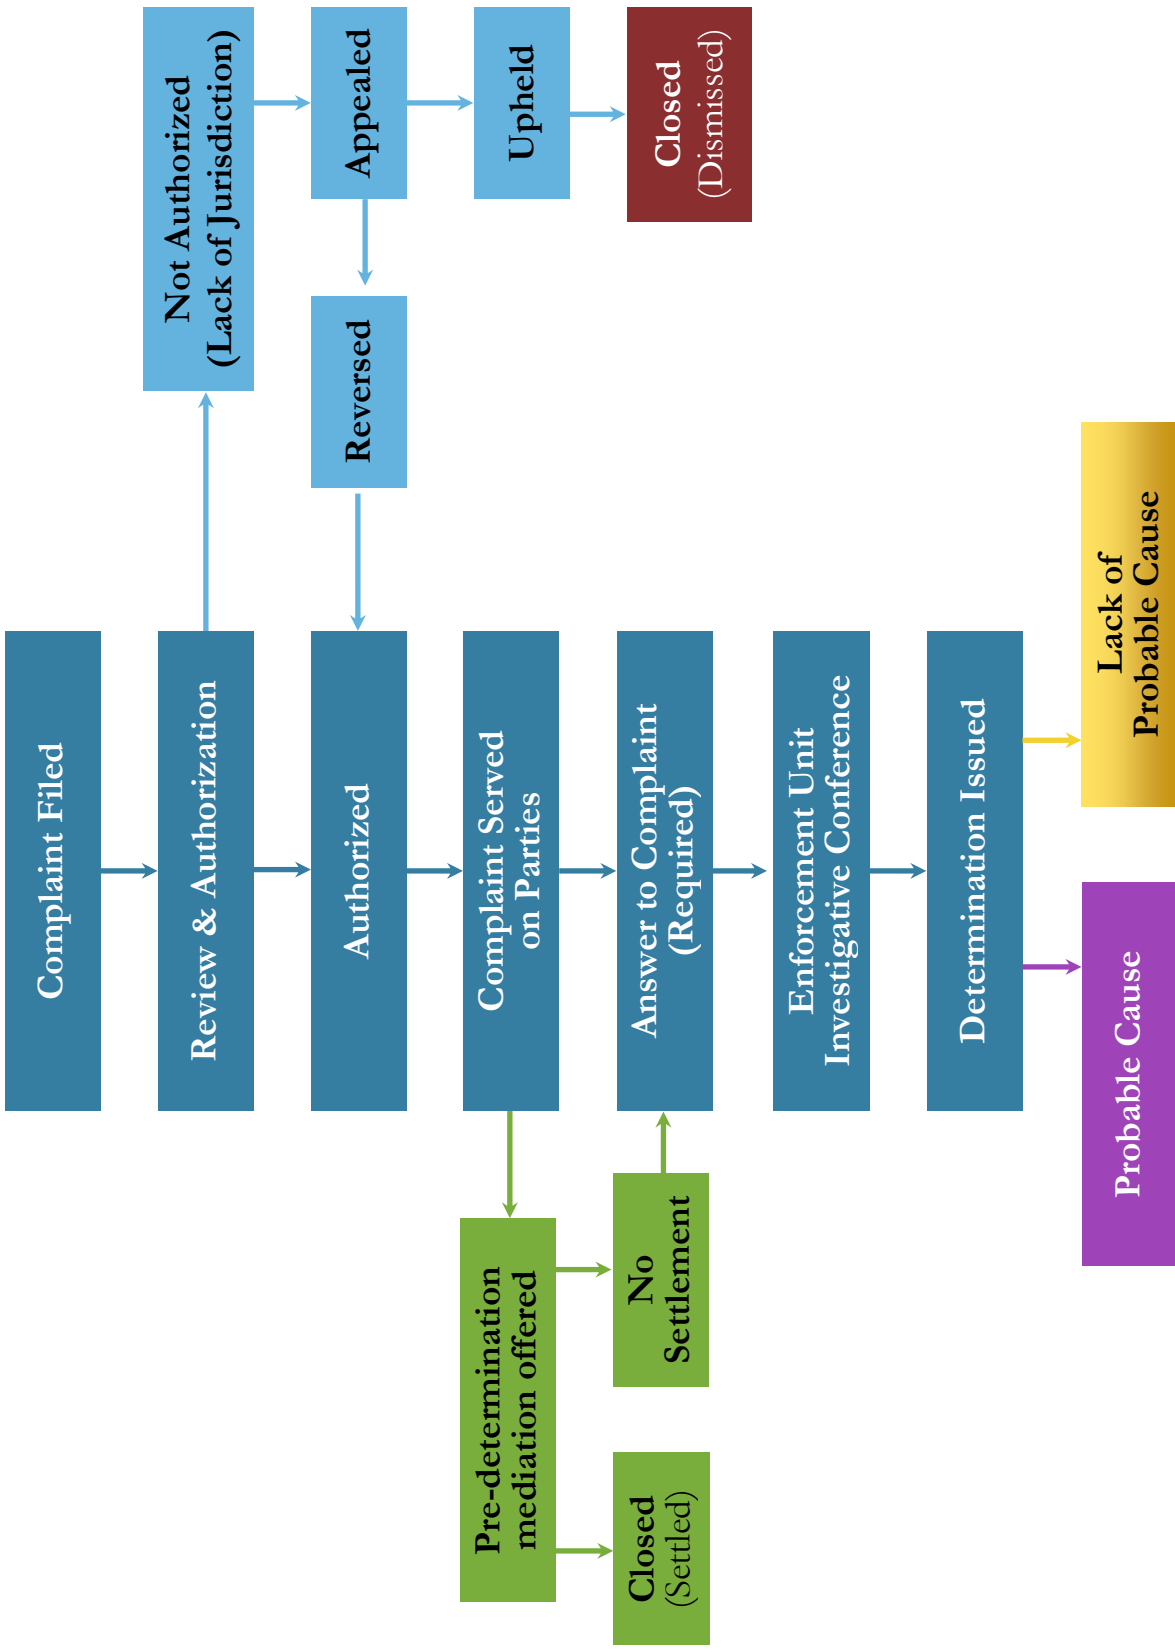 Complaint Filed
Review & Authorization
Not Authorized
(Lack of Jurisdiction)
Appealed
Upheld
Closed
(Dismissed)
Reversed
Authorized
Complaint Served
on Parties
Pre-determination
mediation offered
Closed
(Settled)
No
Settlement
Answer to Complaint
(Required)
Enforcement Unit
Investigative Conference
Determination Issued
Probable Cause
Lack of
Probable Cause